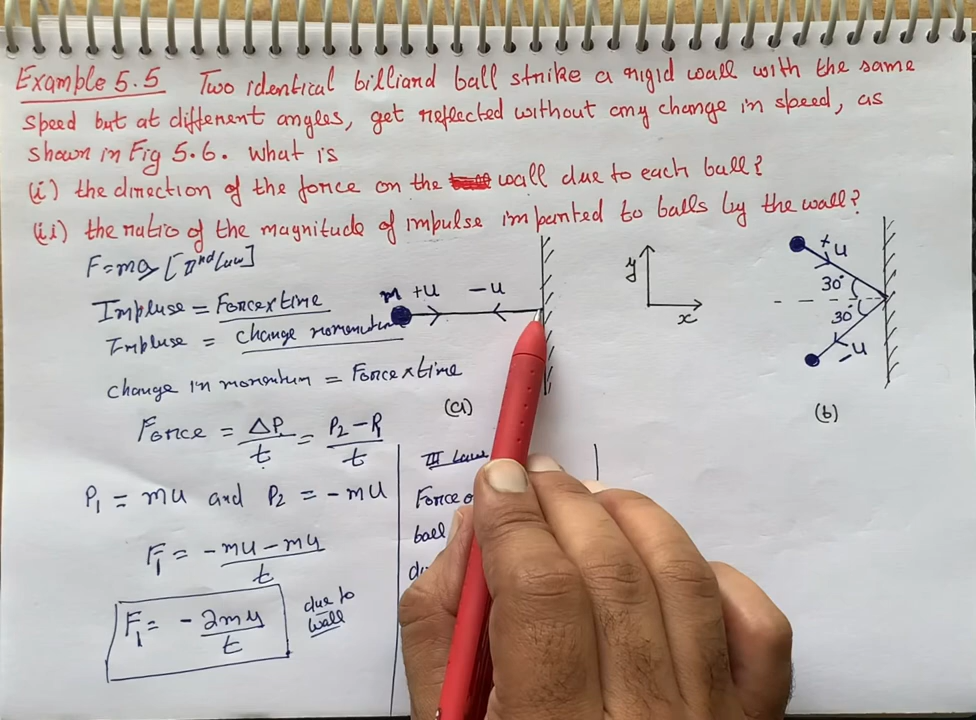 Example 5.5 Two identical billiard ball strike a rigid wall with the same
speed but at different angles, get reflected without any change in speed, as
shown in Fig 5.6. What is
(i) the direction of the force on the wall due to each ball?
(ii) the ratio of the magnitude of impulse imparted to balls by the wall?
F=ma [IInd Law]
Impluse = Force×time
Impluse = change momentum
change in momentum = Force×time
Force = ΔP/t = P2-P1/t
P1 = mu and P2 = -mu
F1 = -mu-mu/t
F1 = -2mu/t due to
wall
m +u -u
(a)
y
x
+u
30°
30°
-u
(b)
III Law
Force
ball